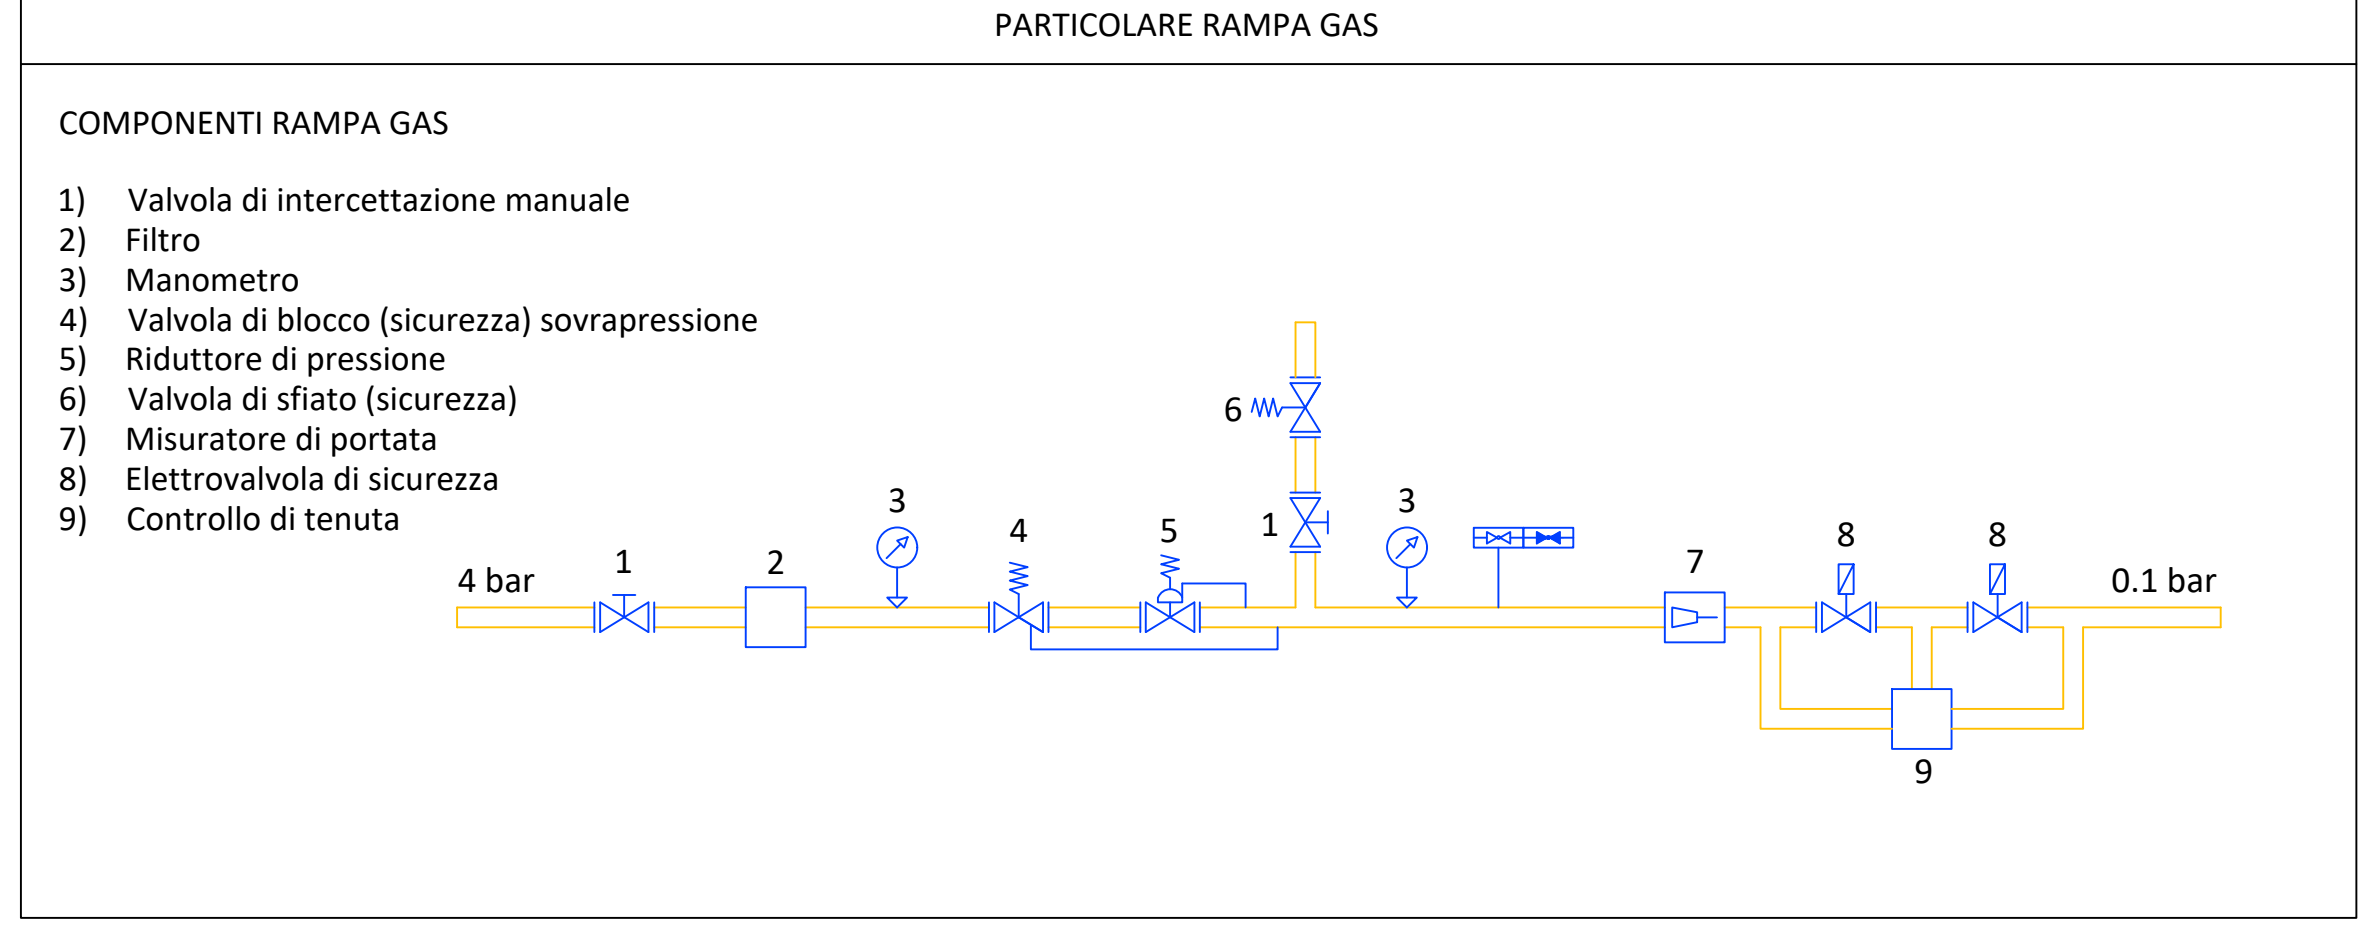 PARTICOLARE RAMPA GAS
COMPONENTI RAMPA GAS
1) Valvola di intercettazione manuale
2) Filtro
3) Manometro
4) Valvola di blocco (sicurezza) sovrapressione
5) Riduttore di pressione
6) Valvola di sfiato (sicurezza)
7) Misuratore di portata
8) Elettrovalvola di sicurezza
9) Controllo di tenuta
6
3
1
3
4
5
8
8
4 bar
1
2
7
0.1 bar
9